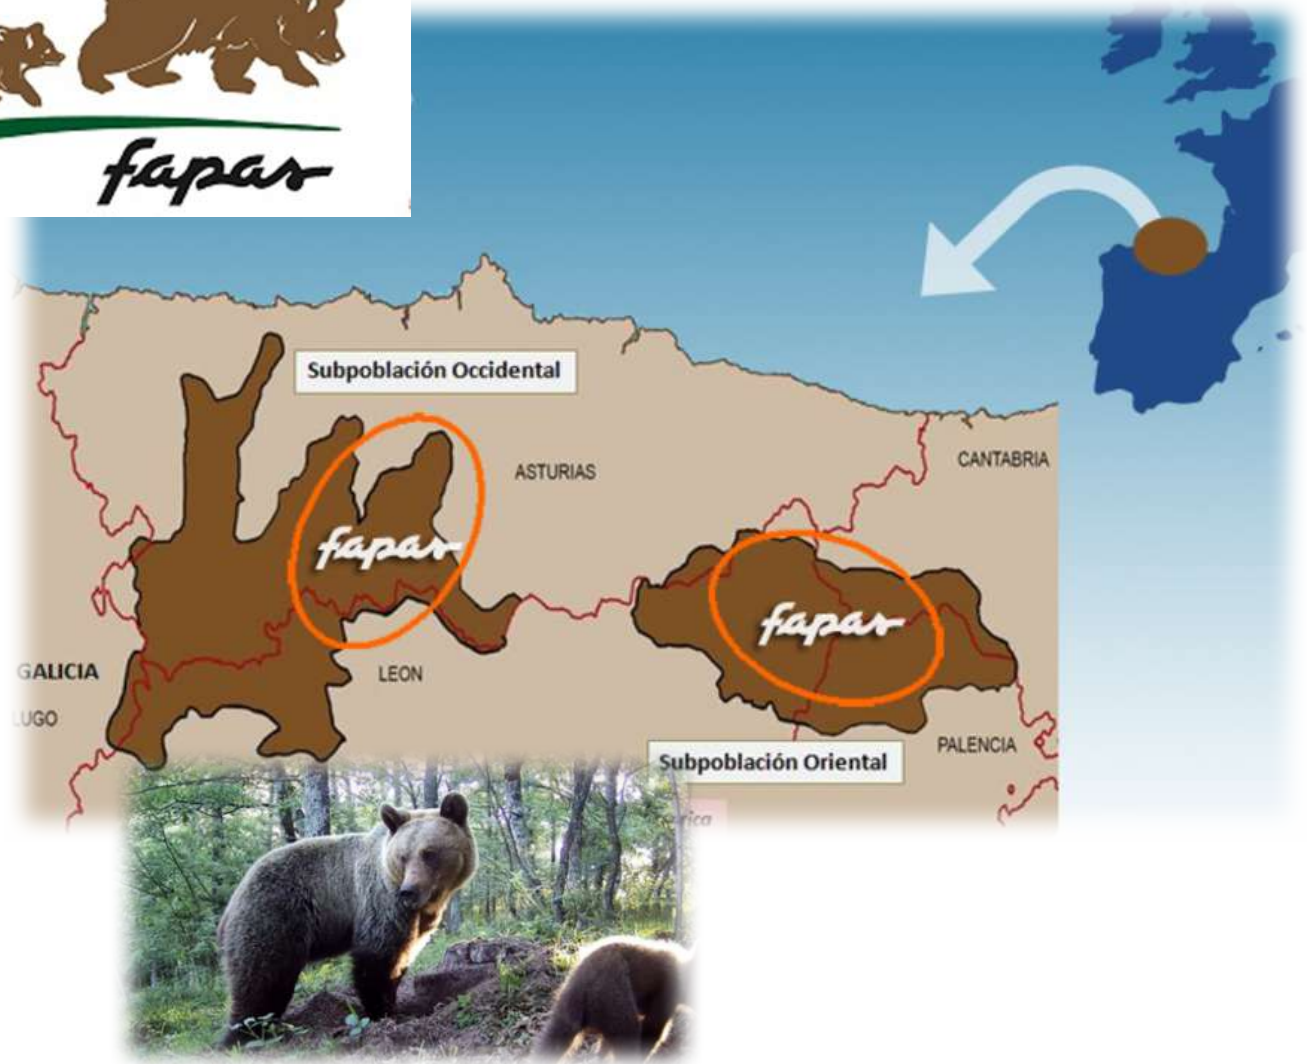 fapas
Subpoblación Occidental
ASTURIAS
CANTABRIA
fapas
fapas
GALICIA
LEON
LUGO
PALENCIA
Subpoblación Oriental